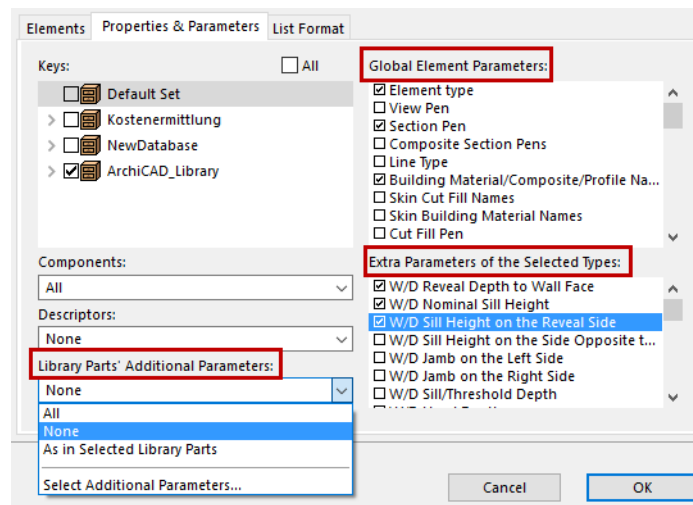 Elements Properties & Parameters List Format
Keys:
All
Default Set
Kostenermittlung
NewDatabase
ArchiCAD_Library
Components:
All
Descriptors:
None
Library Parts' Additional Parameters:
None
All
None
As in Selected Library Parts
Select Additional Parameters...
Global Element Parameters:
Element type
View Pen
Section Pen
Composite Section Pens
Line Type
Building Material/Composite/Profile Na...
Skin Cut Fill Names
Skin Building Material Names
Cut Fill Pen
Extra Parameters of the Selected Types:
W/D Reveal Depth to Wall Face
W/D Nominal Sill Height
W/D Sill Height on the Reveal Side
W/D Sill Height on the Side Opposite t...
W/D Jamb on the Left Side
W/D Jamb on the Right Side
W/D Sill/Threshold Depth
Cancel
OK